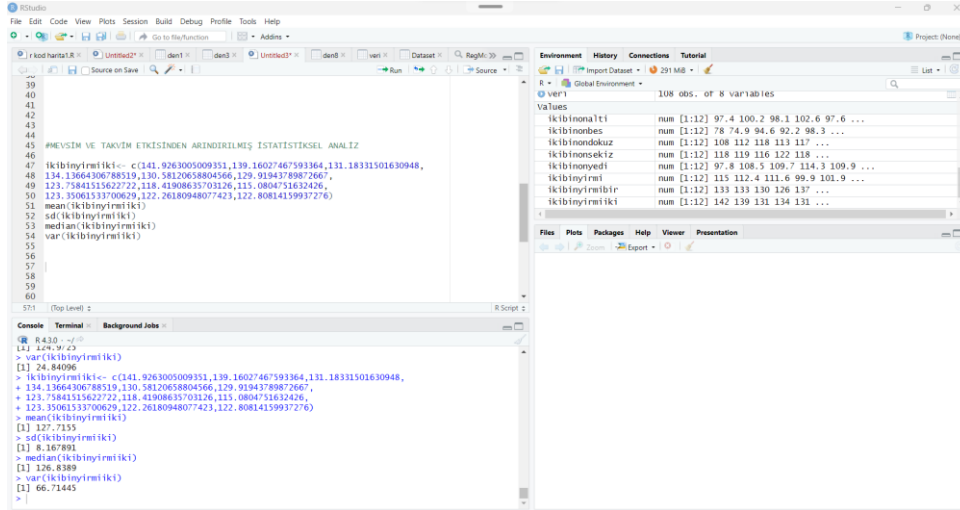 RStudio
File Edit Code View Plots Session Build Debug Profile Tools Help
Go to file/function Addins Project: (None)
r kod harita1.R Untitled2* den1 den3 Untitled3* den8 veri Dataset RegMo
Source on Save Run Source
39
40
41
42
43
44
45 #MEVSİM VE TAKVİM ETKİSİNDEN ARINDIRILMIŞ İSTATİSTİKSEL ANALİZ
46
47 ikibinyirmiiki<- c(141.9263005009351,139.16027467593364,131.18331501630948,
48 134.13664306788519,130.58120658804566,129.91943789872667,
49 123.75841515622722,118.41908635703126,115.0804751632426,
50 123.35061533700629,122.26180948077423,122.80814159937276)
51 mean(ikibinyirmiiki)
52 sd(ikibinyirmiiki)
53 median(ikibinyirmiiki)
54 var(ikibinyirmiiki)
55
56
57
58
59
60
57:1 (Top Level) R Script
Console Terminal Background Jobs
R 4.3.0 · ~/
[1] 124.9725
> var(ikibinyirmiiki)
[1] 24.84096
> ikibinyirmiiki<- c(141.9263005009351,139.16027467593364,131.18331501630948,
+ 134.13664306788519,130.58120658804566,129.91943789872667,
+ 123.75841515622722,118.41908635703126,115.0804751632426,
+ 123.35061533700629,122.26180948077423,122.80814159937276)
> mean(ikibinyirmiiki)
[1] 127.7155
> sd(ikibinyirmiiki)
[1] 8.167891
> median(ikibinyirmiiki)
[1] 126.8389
> var(ikibinyirmiiki)
[1] 66.71445
>
Environment History Connections Tutorial
Import Dataset 291 MiB List
R Global Environment
veri 108 obs. of 8 variables
Values
ikibinonalti num [1:12] 97.4 100.2 98.1 102.6 97.6 ...
ikibinonbes num [1:12] 78 74.9 94.6 92.2 98.3 ...
ikibinondokuz num [1:12] 108 112 118 113 117 ...
ikibinonsekiz num [1:12] 118 119 116 122 118 ...
ikibinonyedi num [1:12] 97.8 108.5 109.7 114.3 109.9 ...
ikibinyirmi num [1:12] 115 112.4 111.6 99.9 101.9 ...
ikibinyirmibir num [1:12] 133 133 130 126 137 ...
ikibinyirmiiki num [1:12] 142 139 131 134 131 ...
Files Plots Packages Help Viewer Presentation
Zoom Export